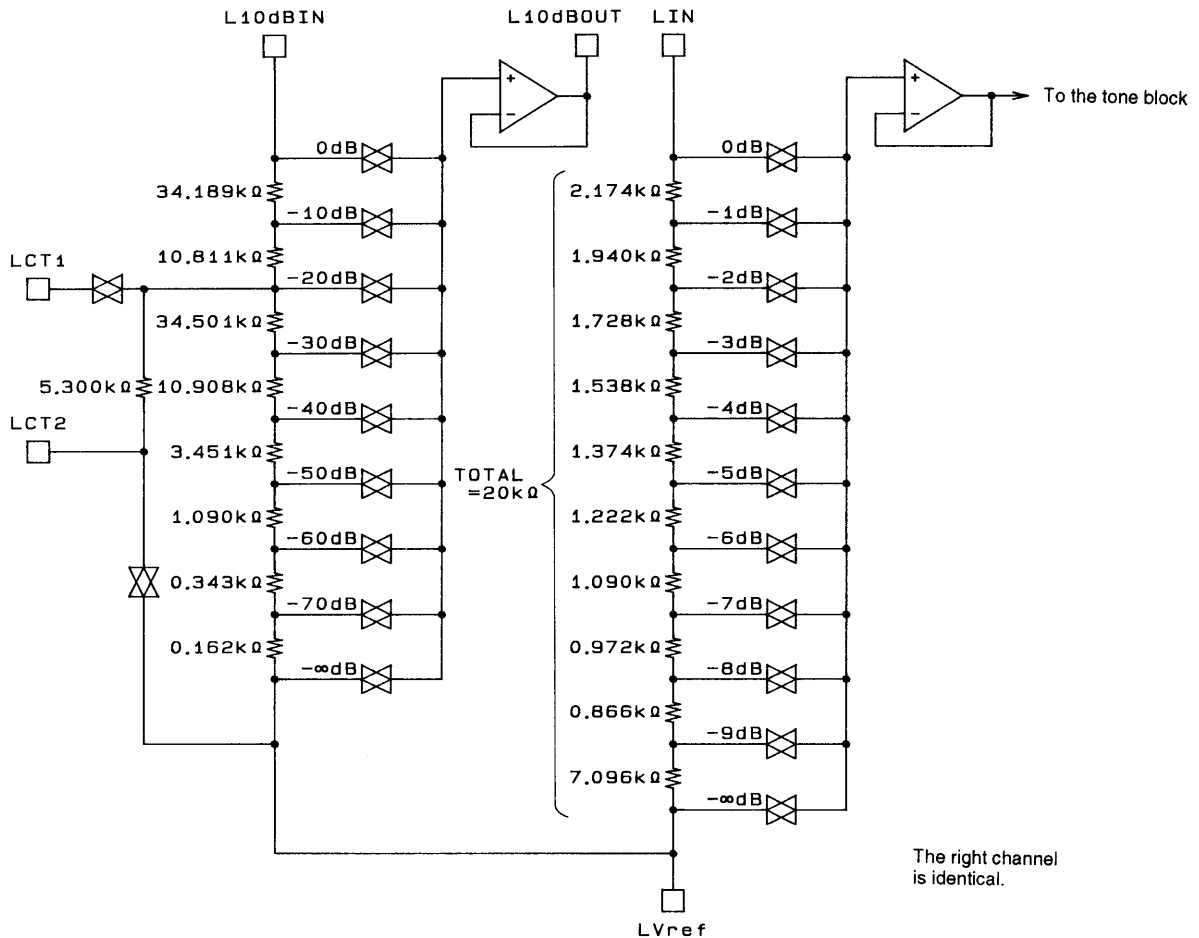 L10dBIN
L10dBOUT
LIN
+
−
+
−
To the tone block
0dB
34.189kΩ
−10dB
10.811kΩ
LCT1
−20dB
34.501kΩ
−30dB
5.300kΩ
10.908kΩ
−40dB
LCT2
3.451kΩ
−50dB
1.090kΩ
−60dB
0.343kΩ
−70dB
0.162kΩ
−∞dB
TOTAL
=20kΩ
0dB
2.174kΩ
−1dB
1.940kΩ
−2dB
1.728kΩ
−3dB
1.538kΩ
−4dB
1.374kΩ
−5dB
1.222kΩ
−6dB
1.090kΩ
−7dB
0.972kΩ
−8dB
0.866kΩ
−9dB
7.096kΩ
−∞dB
The right channel
is identical.
LVref